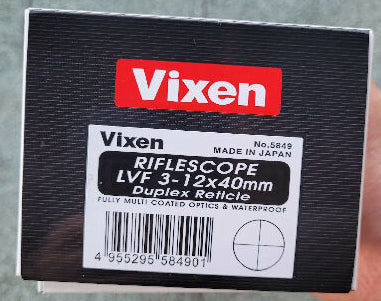 Vixen
Vixen
No.5849
MADE IN JAPAN
RIFLESCOPE
LVF 3-12x40mm
Duplex Reticle
FULLY MULTI COATED OPTICS & WATERPROOF
4 955295 584901